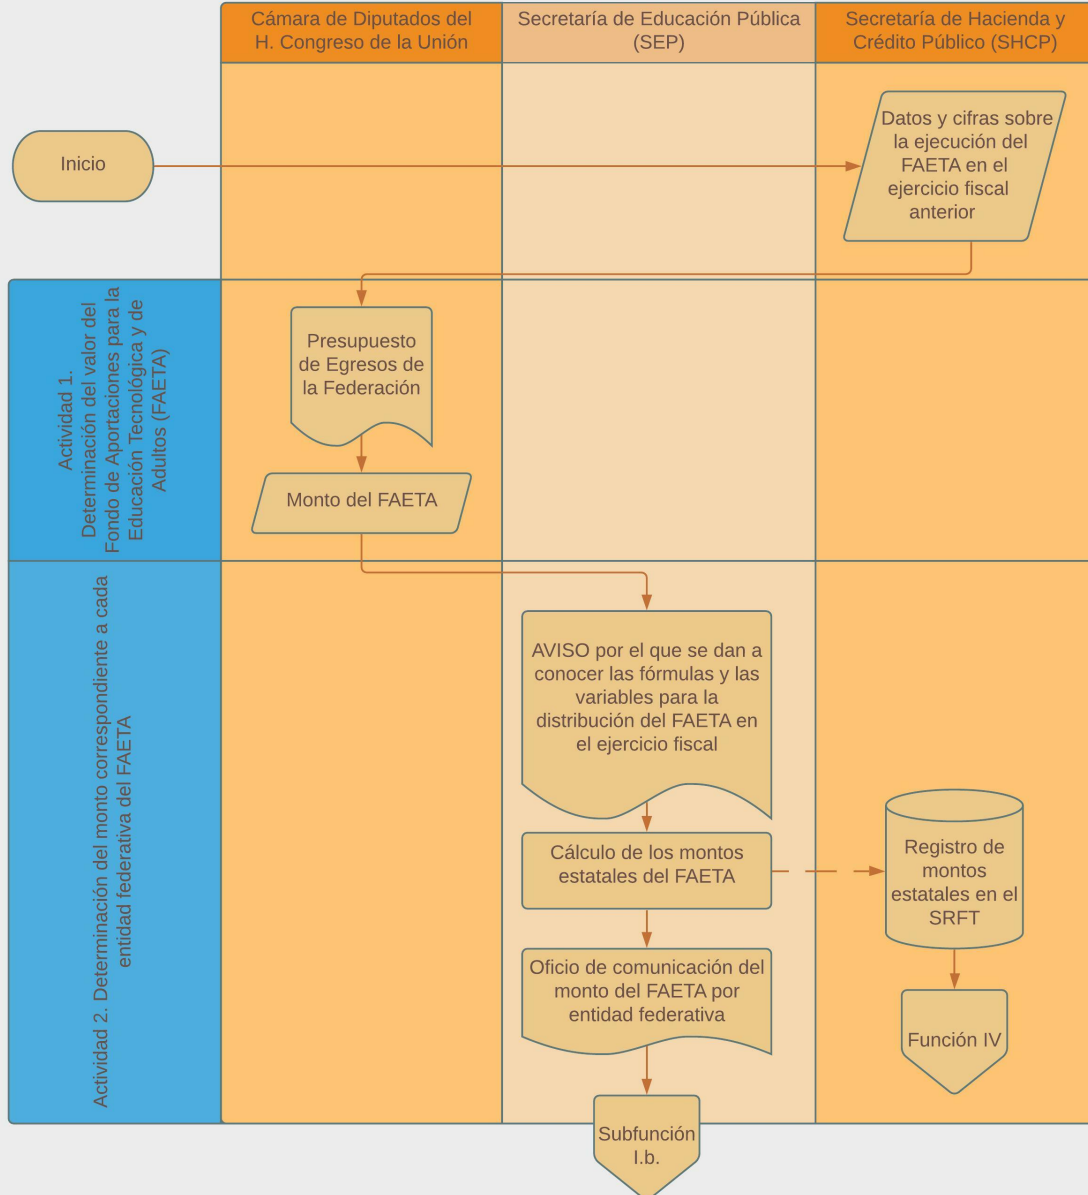 Cámara de Diputados del
H. Congreso de la Unión
Secretaría de Educación Pública
(SEP)
Secretaría de Hacienda y
Crédito Público (SHCP)
Inicio
Datos y cifras sobre
la ejecución del
FAETA en el
ejercicio fiscal
anterior
Actividad 1.
Determinación del valor del
Fondo de Aportaciones para la
Educación Tecnológica y de
Adultos (FAETA)
Presupuesto
de Egresos de
la Federación
Monto del FAETA
Actividad 2. Determinación del monto correspondiente a cada
entidad federativa del FAETA
AVISO por el que se dan a
conocer las fórmulas y las
variables para la
distribución del FAETA en
el ejercicio fiscal
Cálculo de los montos
estatales del FAETA
Registro de
montos
estatales en el
SRFT
Oficio de comunicación del
monto del FAETA por
entidad federativa
Función IV
Subfunción
I.b.